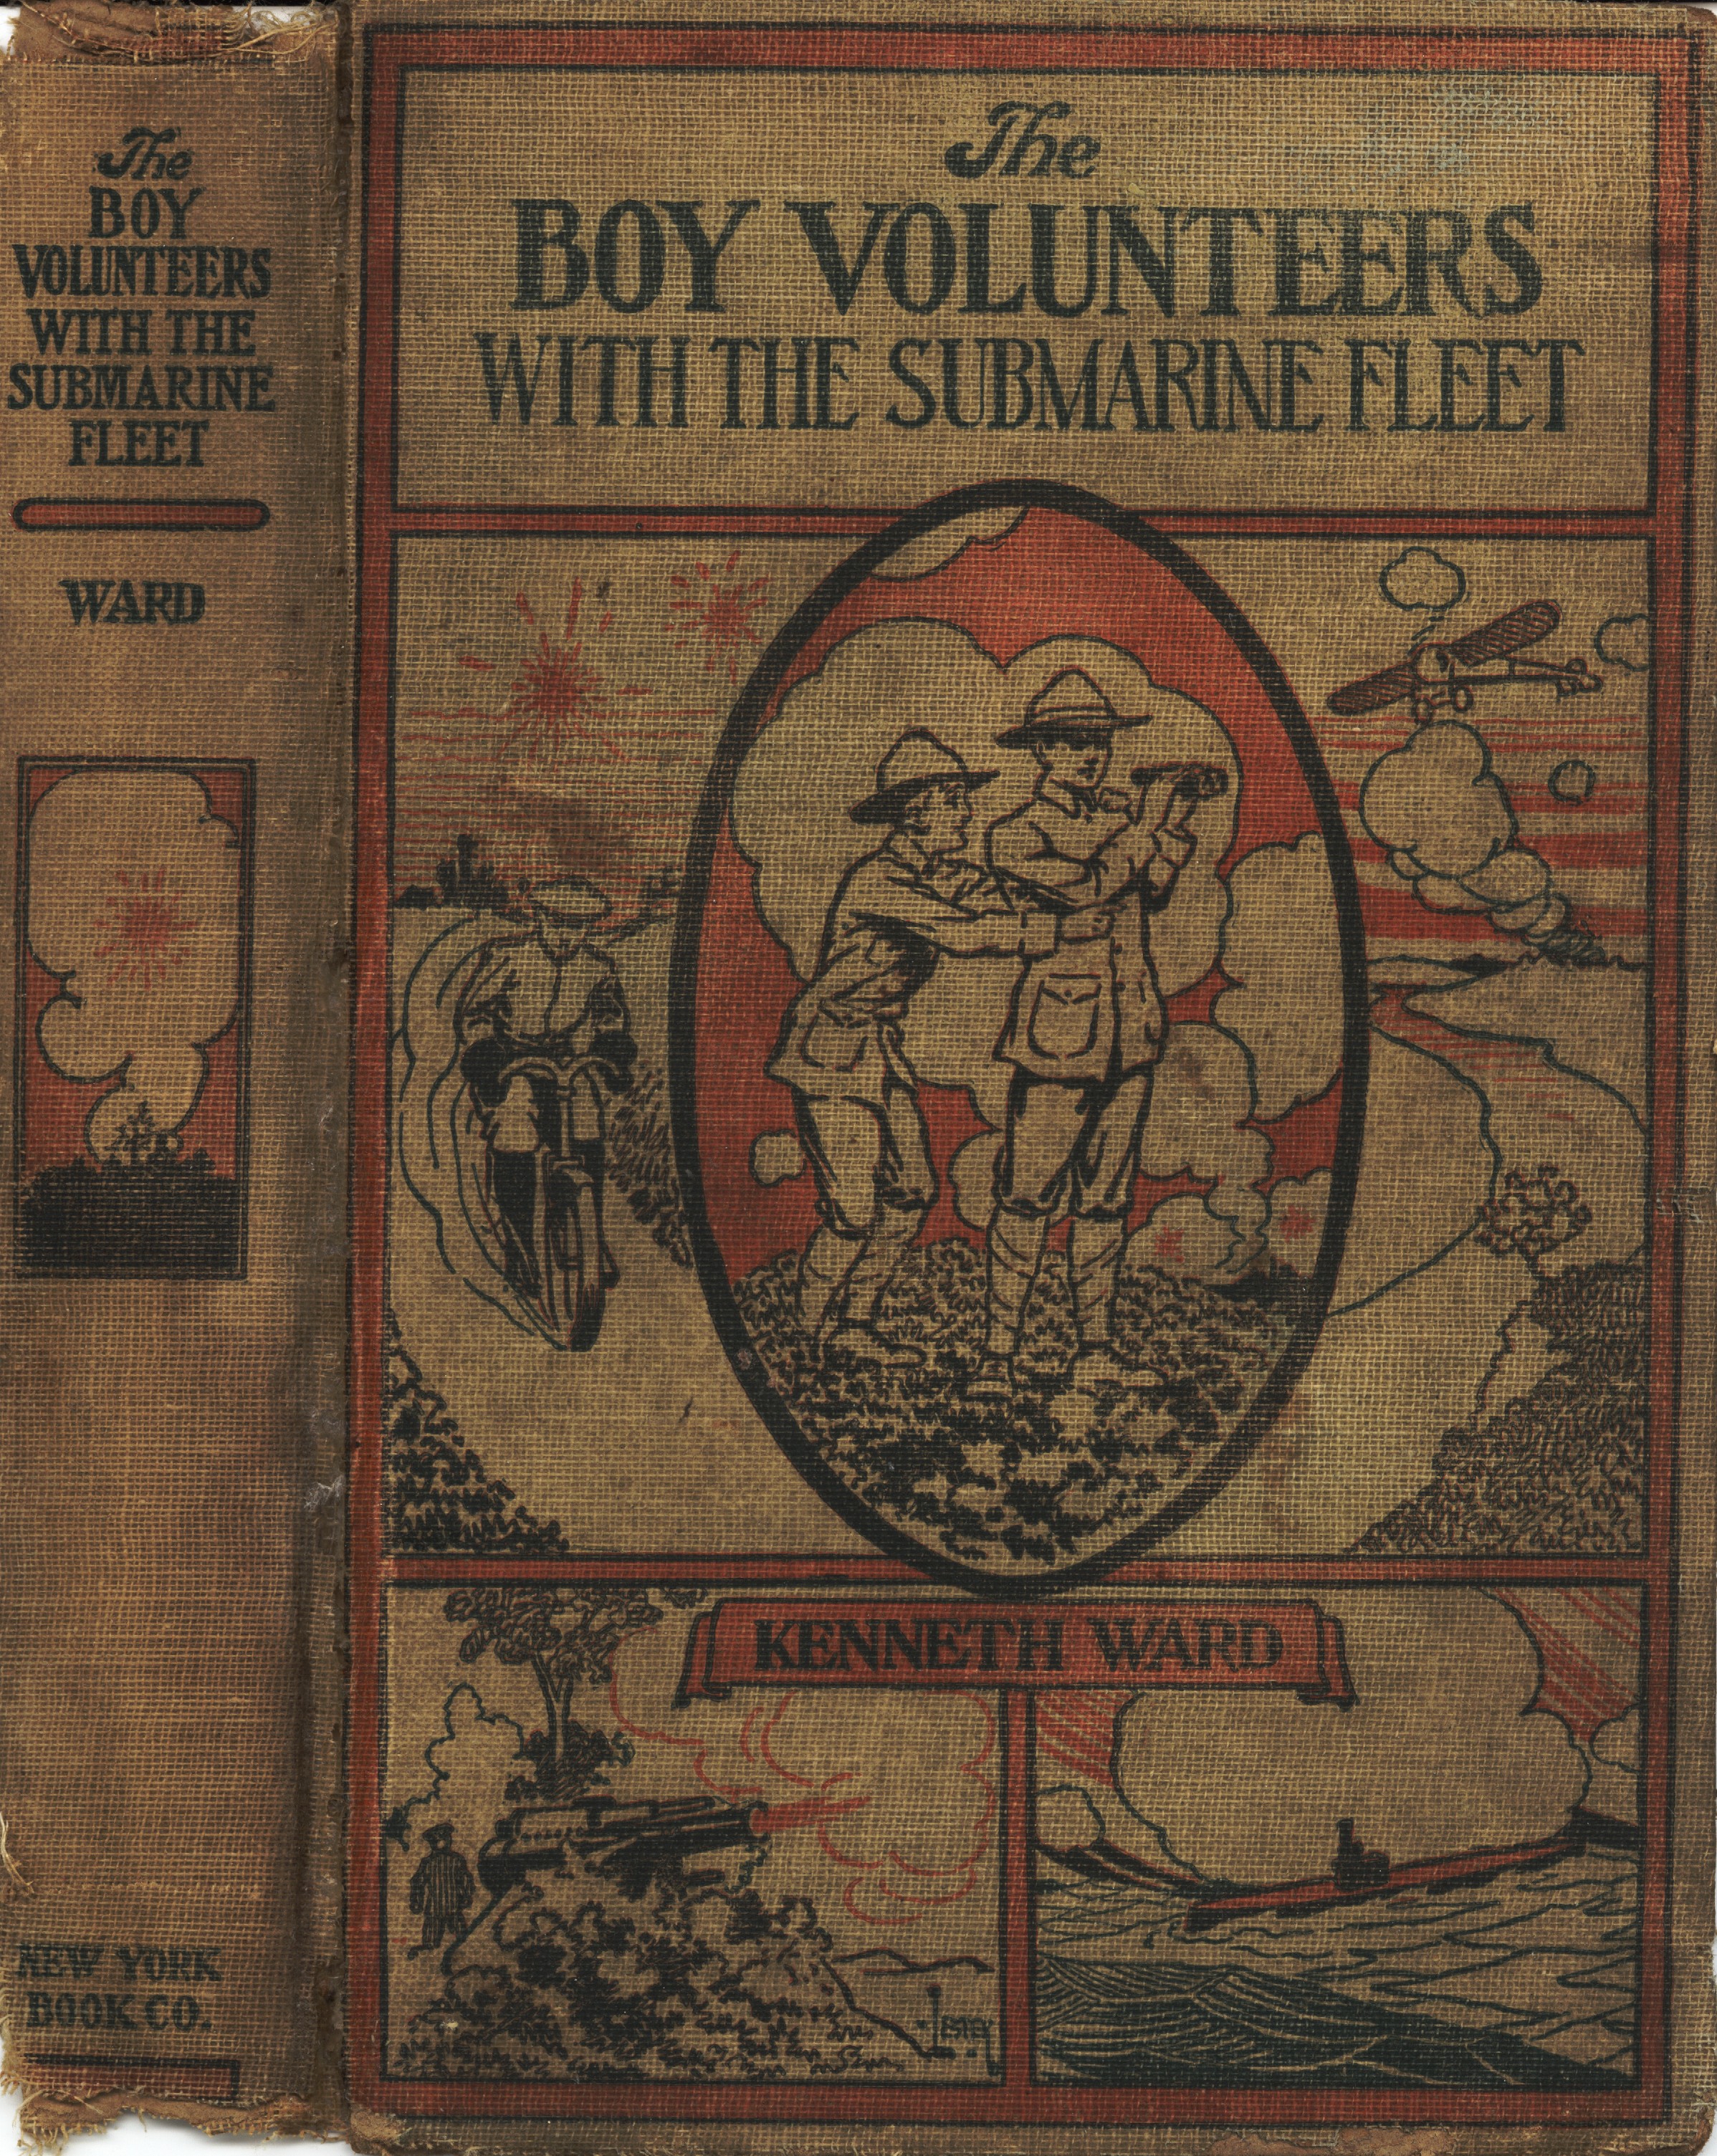 The
BOY
VOLUNTEERS
WITH THE
SUBMARINE
FLEET
WARD
NEW YORK
BOOK CO.
The
BOY VOLUNTEERS
WITH THE SUBMARINE FLEET
KENNETH WARD